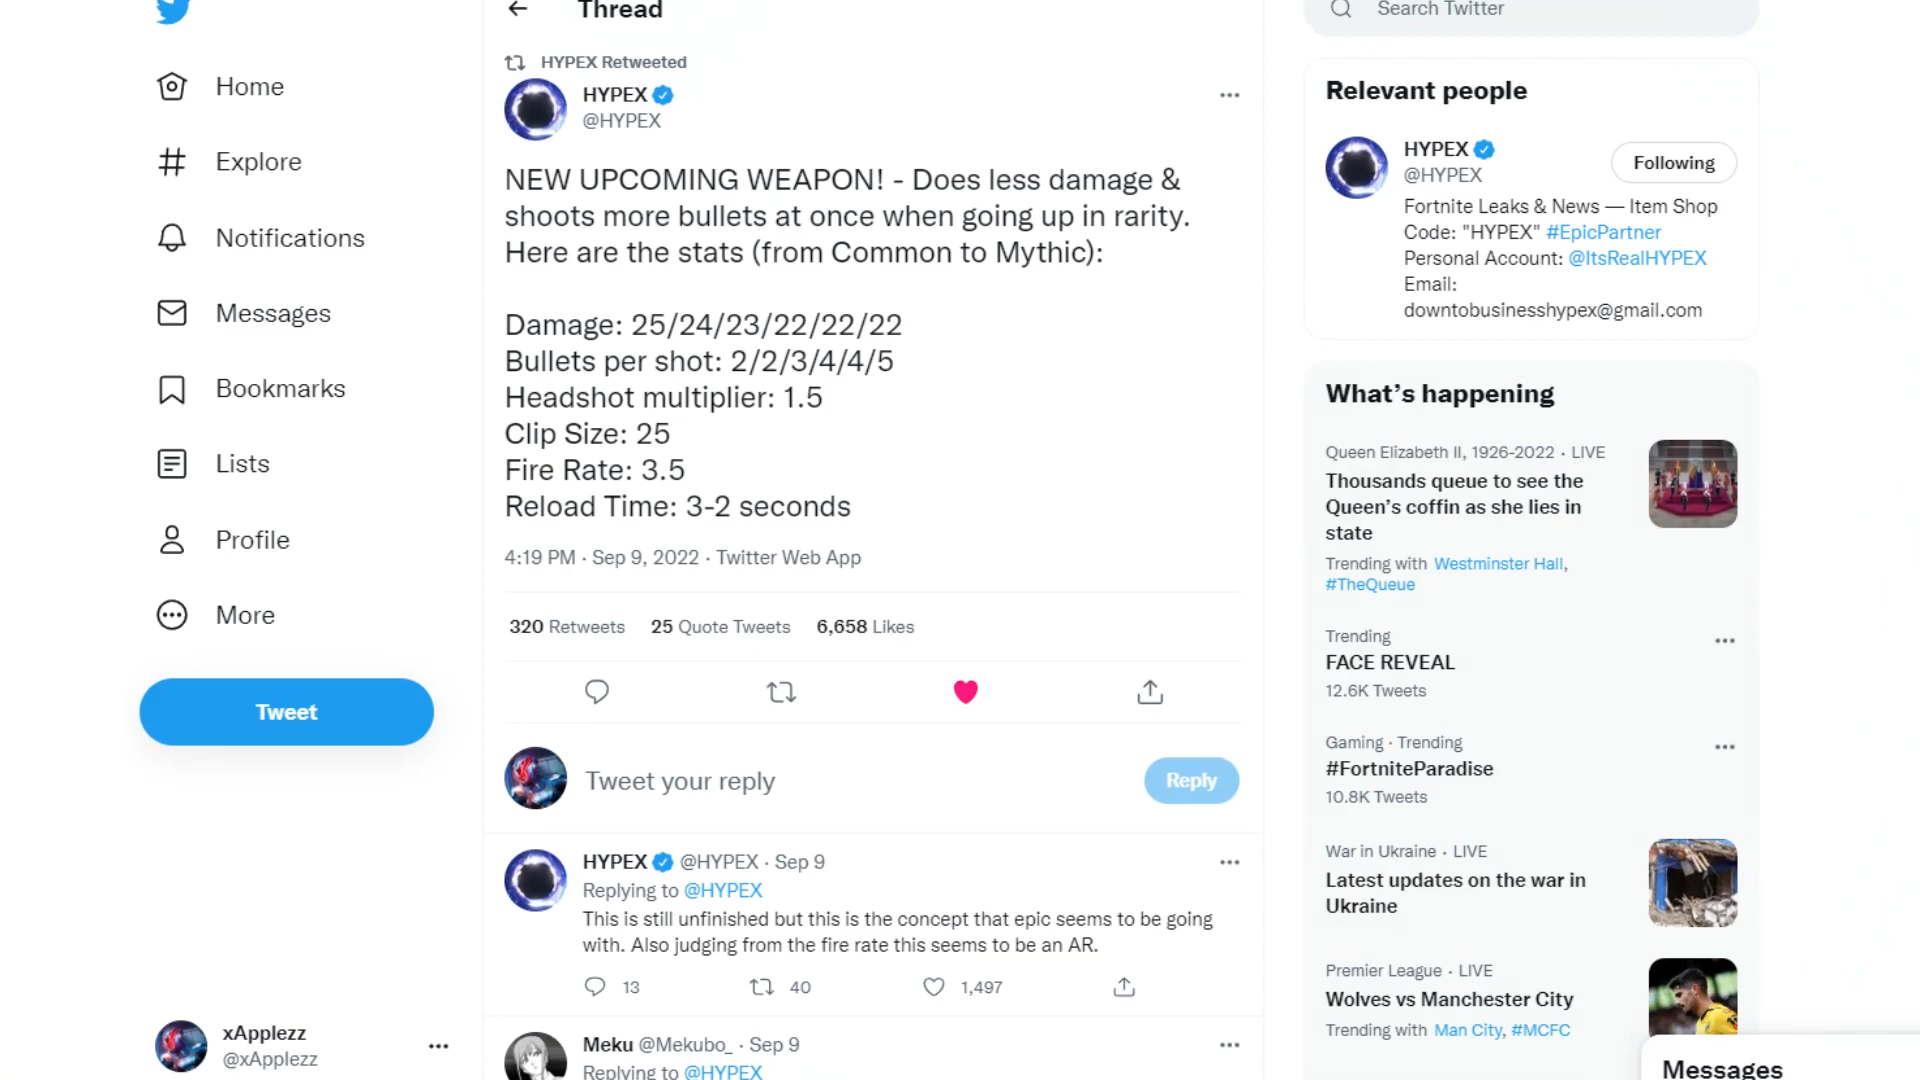 Thread
Search Twitter
Home
Explore
Notifications
Messages
Bookmarks
Lists
Profile
More
Tweet
xApplezz
@xApplezz
HYPEX Retweeted
HYPEX
@HYPEX
NEW UPCOMING WEAPON! - Does less damage &
shoots more bullets at once when going up in rarity.
Here are the stats (from Common to Mythic):
Damage: 25/24/23/22/22/22
Bullets per shot: 2/2/3/4/4/5
Headshot multiplier: 1.5
Clip Size: 25
Fire Rate: 3.5
Reload Time: 3-2 seconds
4:19 PM · Sep 9, 2022 · Twitter Web App
320 Retweets 25 Quote Tweets 6,658 Likes
Tweet your reply
Reply
HYPEX @HYPEX · Sep 9
Replying to @HYPEX
This is still unfinished but this is the concept that epic seems to be going
with. Also judging from the fire rate this seems to be an AR.
13 40 1,497
Meku @Mekubo_ · Sep 9
Replying to @HYPEX
Relevant people
HYPEX
@HYPEX
Following
Fortnite Leaks & News — Item Shop
Code: "HYPEX" #EpicPartner
Personal Account: @ItsRealHYPEX
Email:
downtobusinesshypex@gmail.com
What's happening
Queen Elizabeth II, 1926-2022 · LIVE
Thousands queue to see the
Queen's coffin as she lies in
state
Trending with Westminster Hall,
#TheQueue
Trending
FACE REVEAL
12.6K Tweets
Gaming · Trending
#FortniteParadise
10.8K Tweets
War in Ukraine · LIVE
Latest updates on the war in
Ukraine
Premier League · LIVE
Wolves vs Manchester City
Trending with Man City, #MCFC
Messages